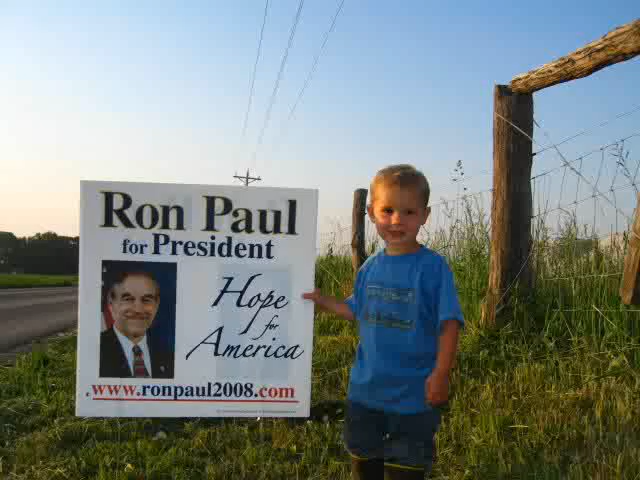 Ron Paul
for President
Hope
for
America
www.ronpaul2008.com